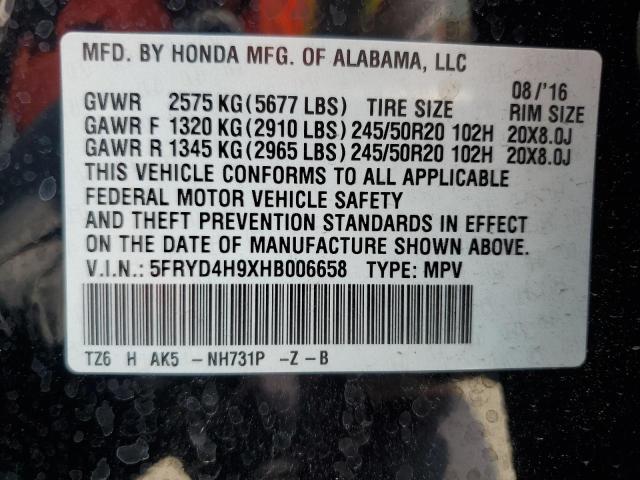 MFD. BY HONDA MFG. OF ALABAMA, LLC
08/'16
GVWR 2575 KG(5677 LBS) TIRE SIZE RIM SIZE
GAWR F 1320 KG(2910 LBS) 245/50R20 102H 20X8.0J
GAWR R 1345 KG(2965 LBS) 245/50R20 102H 20X8.0J
THIS VEHICLE CONFORMS TO ALL APPLICABLE
FEDERAL MOTOR VEHICLE SAFETY
AND THEFT PREVENTION STANDARDS IN EFFECT
ON THE DATE OF MANUFACTURE SHOWN ABOVE.
V.I.N.: 5FRYD4H9XHB006658 TYPE: MPV
TZ6 H AK5 -NH731P -Z-B